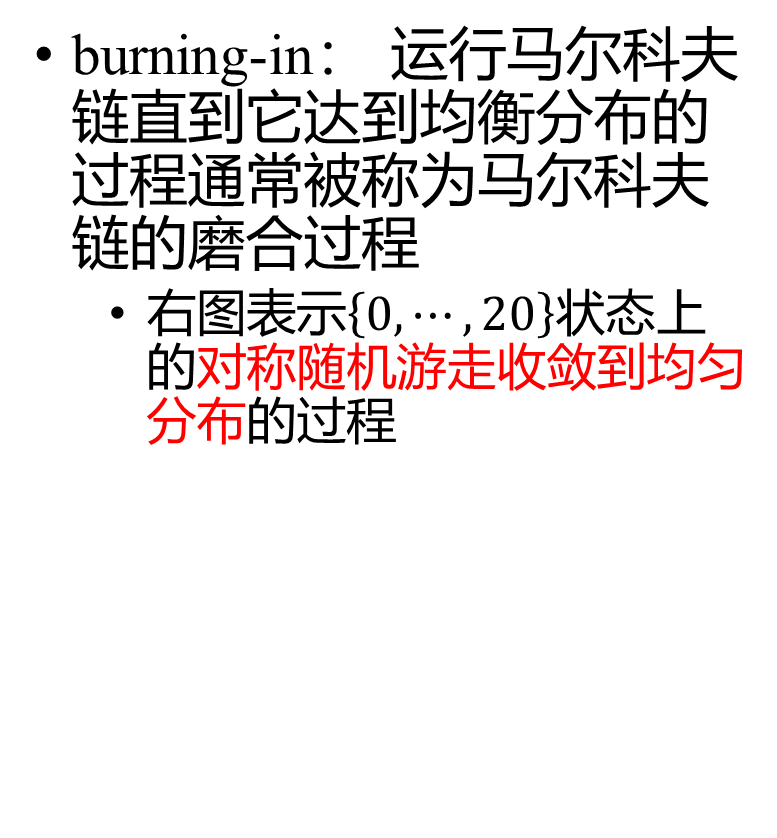 • burning-in： 运行马尔科夫
链直到它达到均衡分布的
过程通常被称为马尔科夫
链的磨合过程
• 右图表示{0,⋯,20}状态上
的对称随机游走收敛到均匀
分布的过程